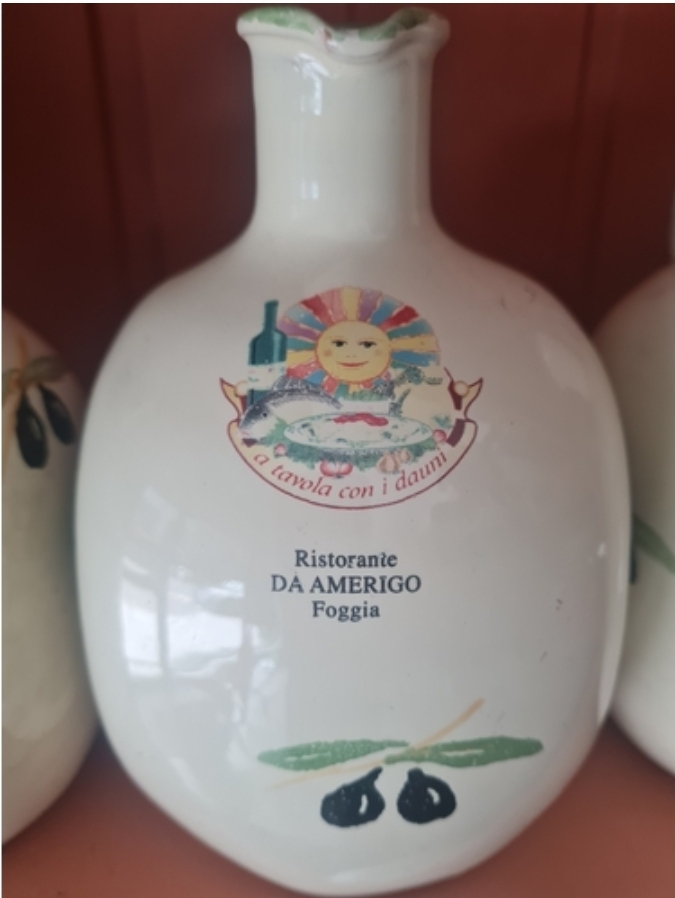 a tavola con i dauni
Ristorante
DA AMERIGO
Foggia